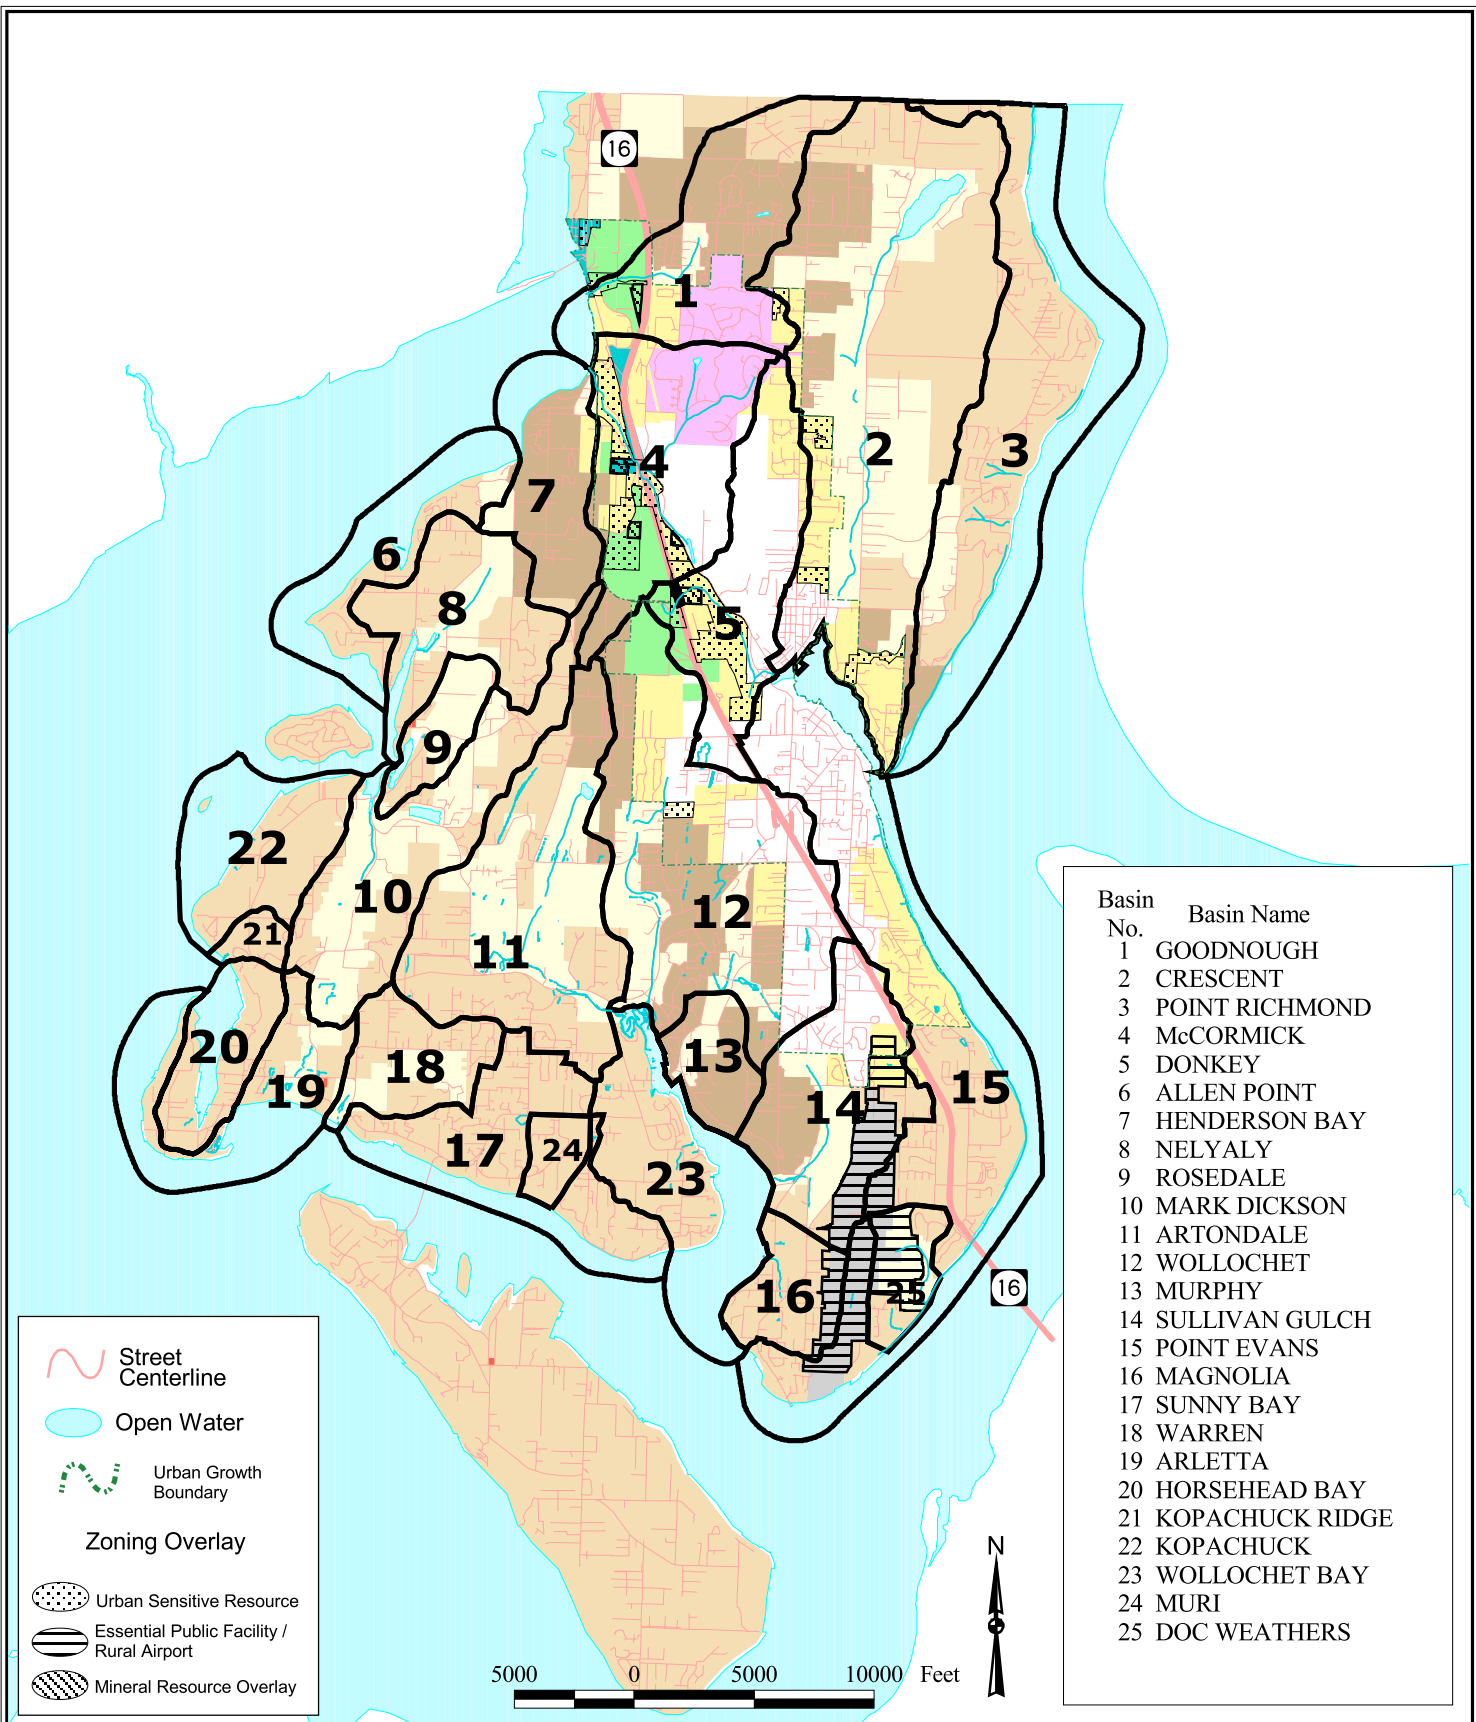 16
1
2
3
4
7
6
8
5
9
22
10
12
21
11
20
13
18
19
15
14
17
24
23
16
25
16
Basin
No.
Basin Name
1 GOODNOUGH
2 CRESCENT
3 POINT RICHMOND
4 McCORMICK
5 DONKEY
6 ALLEN POINT
7 HENDERSON BAY
8 NELYALY
9 ROSEDALE
10 MARK DICKSON
11 ARTONDALE
12 WOLLOCHET
13 MURPHY
14 SULLIVAN GULCH
15 POINT EVANS
16 MAGNOLIA
17 SUNNY BAY
18 WARREN
19 ARLETTA
20 HORSEHEAD BAY
21 KOPACHUCK RIDGE
22 KOPACHUCK
23 WOLLOCHET BAY
24 MURI
25 DOC WEATHERS
Street
Centerline
Open Water
Urban Growth
Boundary
Zoning Overlay
Urban Sensitive Resource
Essential Public Facility /
Rural Airport
Mineral Resource Overlay
N
5000 0 5000 10000 Feet